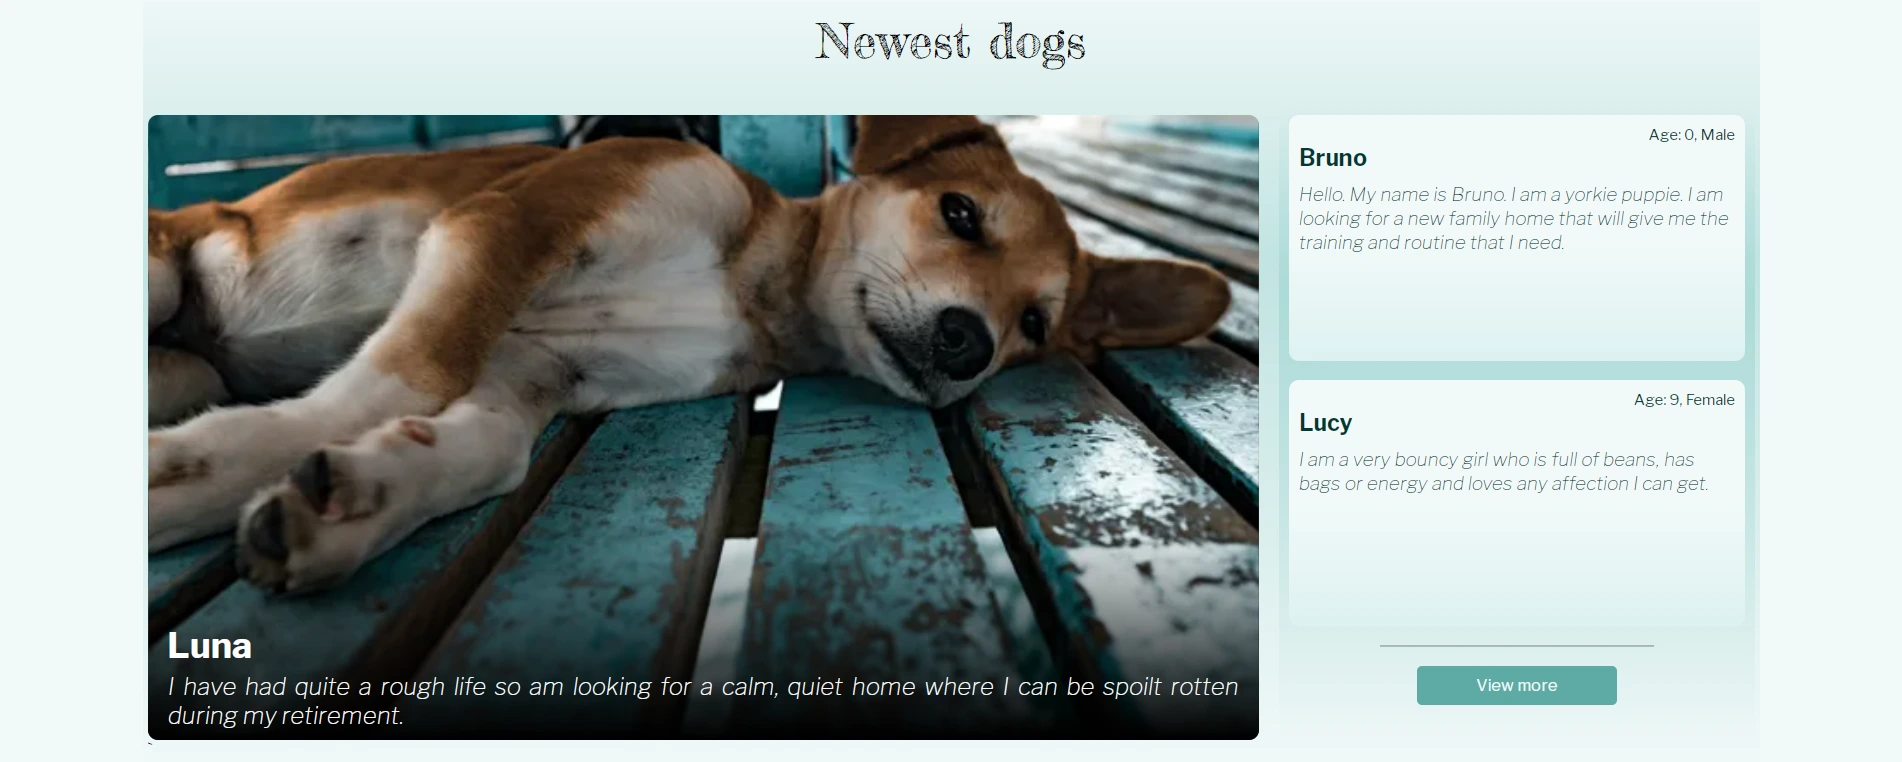 Newest dogs
Luna
I have had quite a rough life so am looking for a calm, quiet home where I can be spoilt rotten
during my retirement.
Age: 0, Male
Bruno
Hello. My name is Bruno. I am a yorkie puppie. I am
looking for a new family home that will give me the
training and routine that I need.
Age: 9, Female
Lucy
I am a very bouncy girl who is full of beans, has
bags or energy and loves any affection I can get.
View more